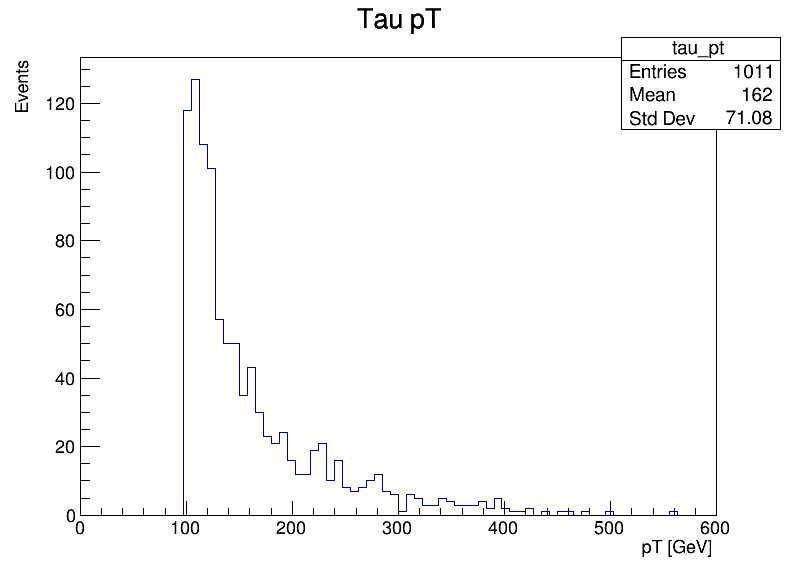 Tau pT
tau_pt
Entries 1011
Mean 162
Std Dev 71.08
Events
120
100
80
60
40
20
0
0 100 200 300 400 500 600
pT [GeV]